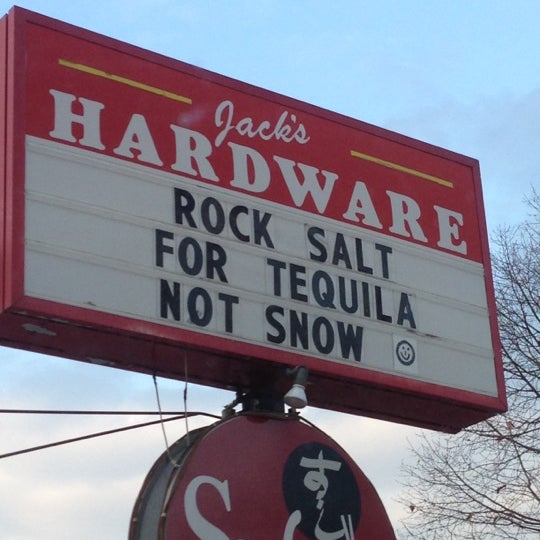 Jack's
HARDWARE
ROCK SALT
FOR TEQUILA
NOT SNOW